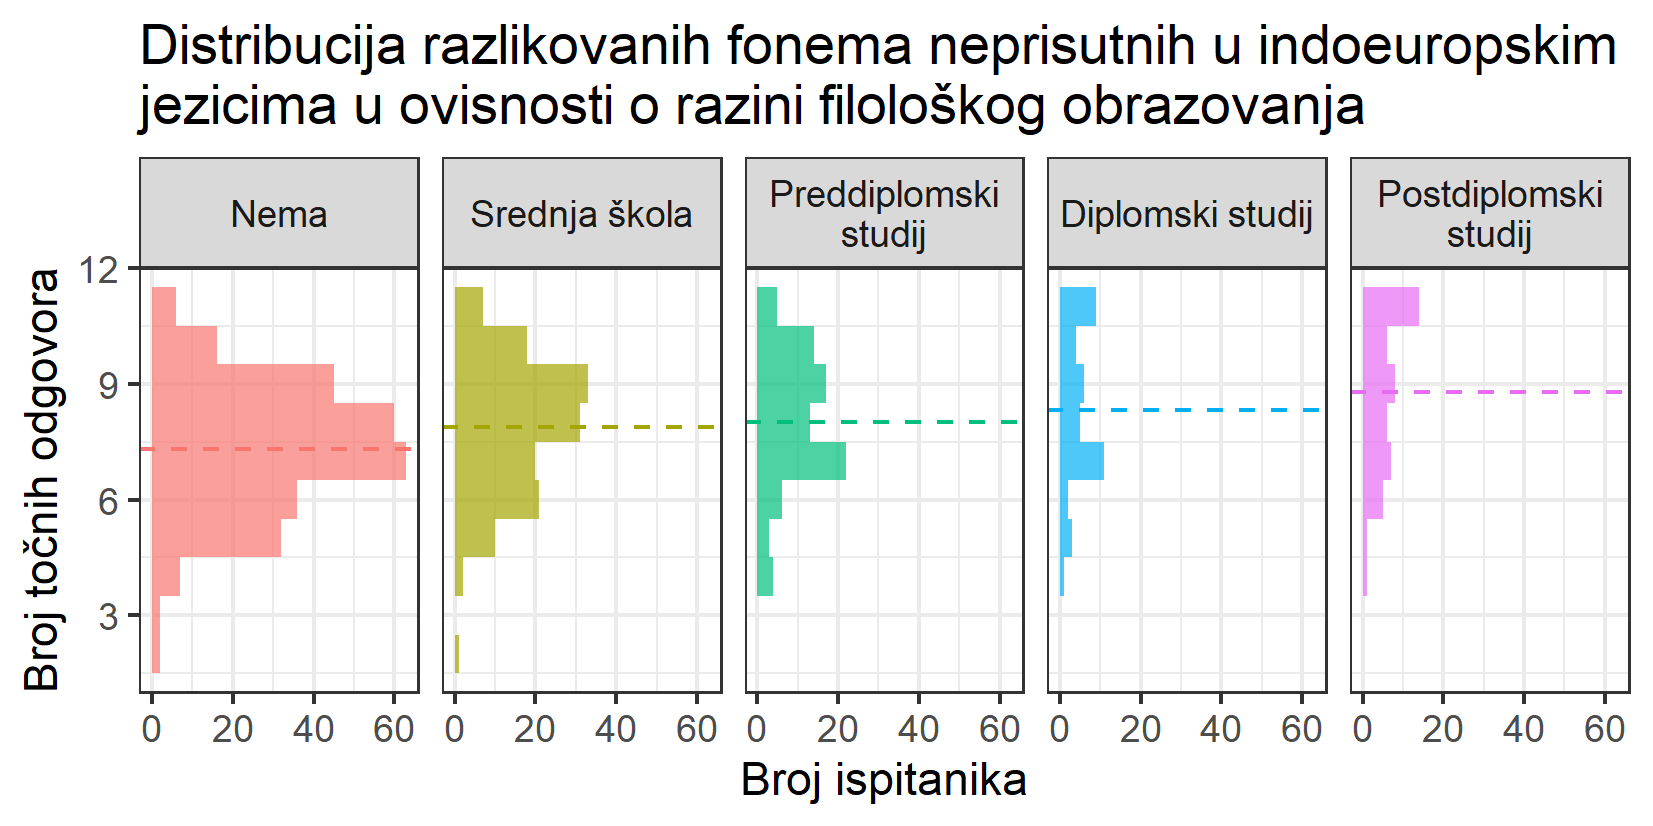 Distribucija razlikovanih fonema neprisutnih u indoeuropskim
jezicima u ovisnosti o razini filološkog obrazovanja
Nema
Srednja škola
Preddiplomski
studij
Diplomski studij
Postdiplomski
studij
Broj točnih odgovora
12
9
6
3
0 20 40 60
0 20 40 60
0 20 40 60
0 20 40 60
0 20 40 60
Broj ispitanika